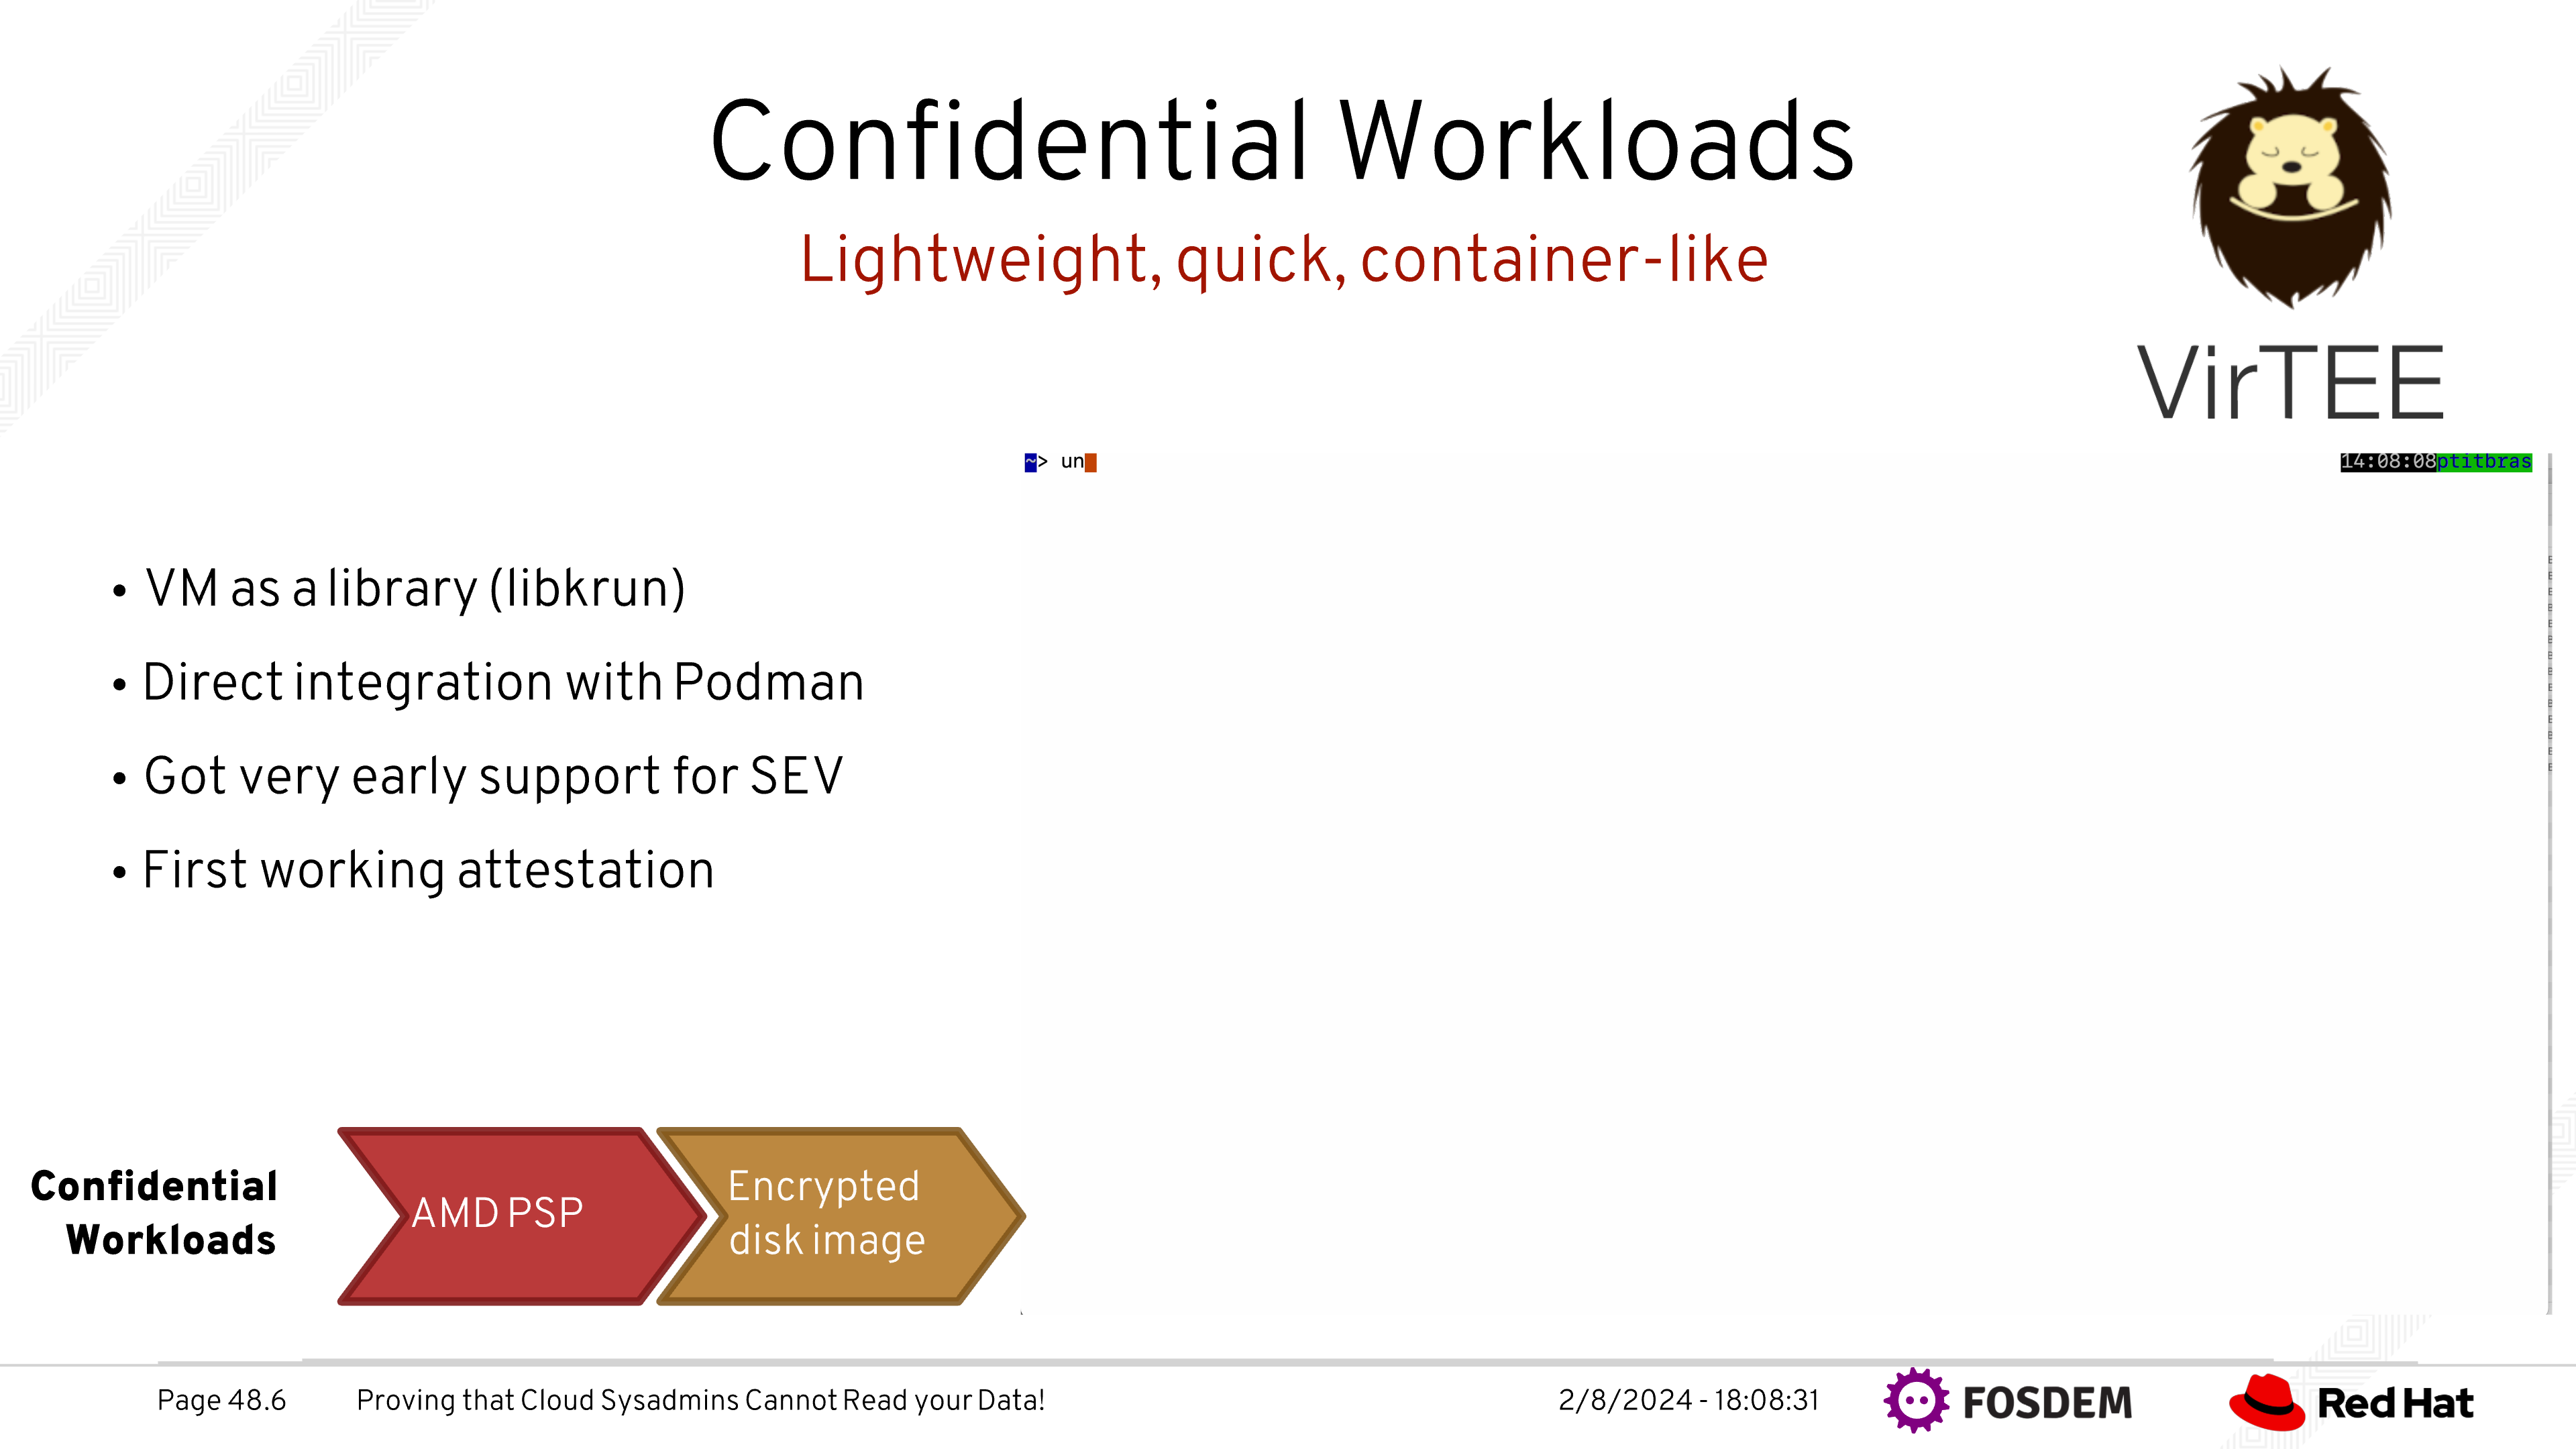 Confidential Workloads
Lightweight, quick, container-like
VirTEE
~> un
14:08:08ptitbras
• VM as a library (libkrun)
• Direct integration with Podman
• Got very early support for SEV
• First working attestation
Confidential
Workloads
AMD PSP
Encrypted
disk image
Page 48.6
Proving that Cloud Sysadmins Cannot Read your Data!
2/8/2024 - 18:08:31
FOSDEM
Red Hat